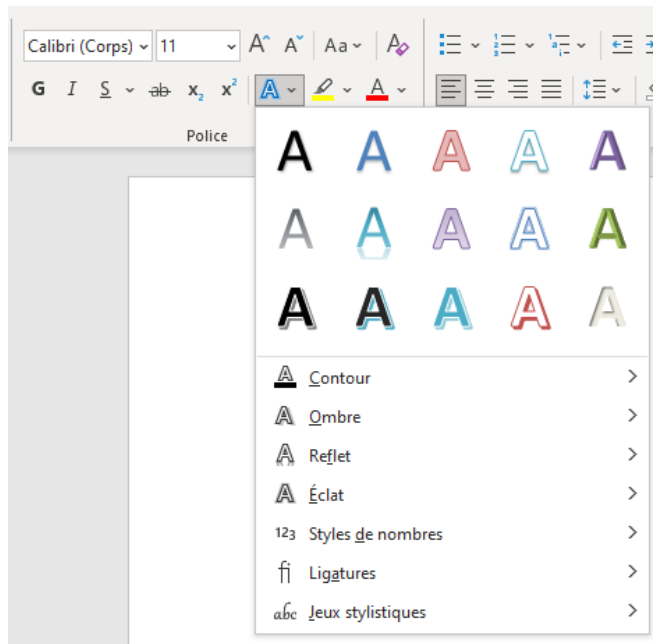 Calibri (Corps) 11 A A Aa A
G I S ab x₂ x² A A
Police
A A A A A
A A A A A
A A A A A
A Contour
A Ombre
A Reflet
A Éclat
123 Styles de nombres
fi Ligatures
abc Jeux stylistiques